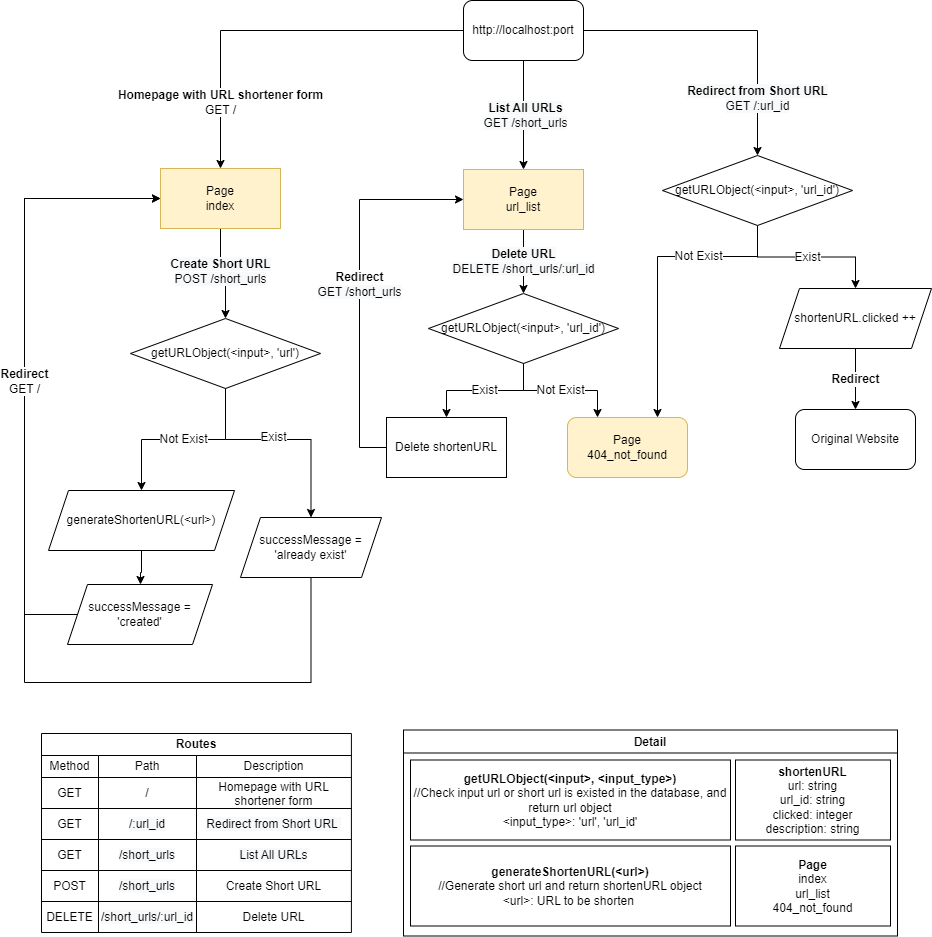 http://localhost:port
Homepage with URL shortener form
GET /
List All URLs
GET /short_urls
Redirect from Short URL
GET /:url_id
Page
index
Page
url_list
getURLObject(<input>, 'url_id')
Create Short URL
POST /short_urls
Delete URL
DELETE /short_urls/:url_id
Redirect
GET /short_urls
Not Exist
Exist
getURLObject(<input>, 'url')
getURLObject(<input>, 'url_id')
shortenURL.clicked ++
Redirect
GET /
Redirect
Exist
Not Exist
Not Exist
Exist
Delete shortenURL
Page
404_not_found
Original Website
generateShortenURL(<url>)
successMessage =
'already exist'
successMessage =
'created'
Routes
Method Path Description
GET / Homepage with URL
shortener form
GET /:url_id Redirect from Short URL
GET /short_urls List All URLs
POST /short_urls Create Short URL
DELETE /short_urls/:url_id Delete URL
Detail
getURLObject(<input>, <input_type>)
//Check input url or short url is existed in the database, and
return url object
<input_type>: 'url', 'url_id'
shortenURL
url: string
url_id: string
clicked: integer
description: string
generateShortenURL(<url>)
//Generate short url and return shortenURL object
<url>: URL to be shorten
Page
index
url_list
404_not_found